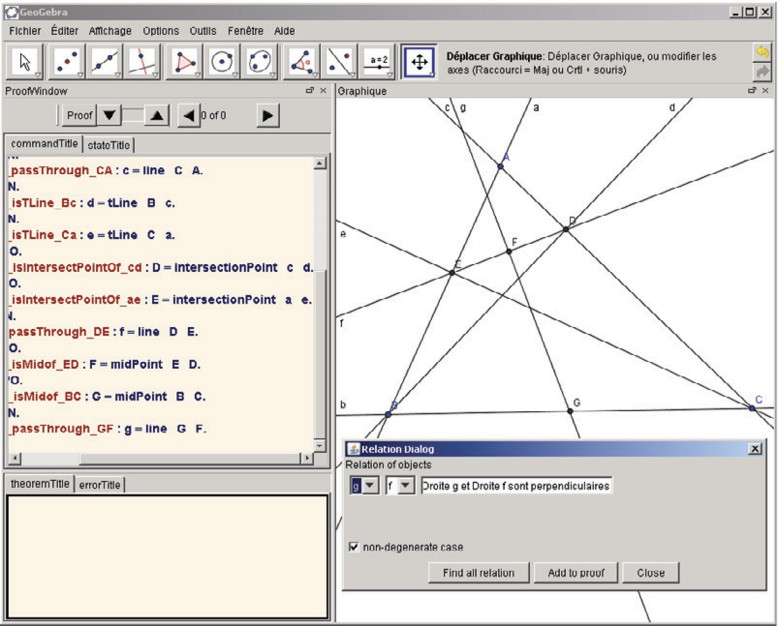 GeoGebra
Fichier Éditer Affichage Options Outils Fenêtre Aide
a=2
Déplacer Graphique: Déplacer Graphique, ou modifier les
axes (Raccourci = Maj ou Crtl + souris)
ProofWindow
Graphique
Proof
0 of 0
commandTitle stateTitle
_passThrough_CA : c = line C A.
N.
_isTLine_Bc : d = tLine B c.
N.
_isTLine_Ca : e = tLine C a.
O.
_isIntersectPointOf_cd : D = intersectionPoint c d.
O.
_isIntersectPointOf_ae : E = intersectionPoint a e.
passThrough_DE : f = line D E.
O.
_isMidof_ED : F = midPoint E D.
'O.
_isMidof_BC : G = midPoint B C.
N.
_passThrough_GF : g = line G F.
theoremTitle errorTitle
c g a d
A
D
e
F
E
f
C
b
B
G
Relation Dialog
Relation of objects
g f Droite g et Droite f sont perpendiculaires
non-degenerate case
Find all relation Add to proof Close